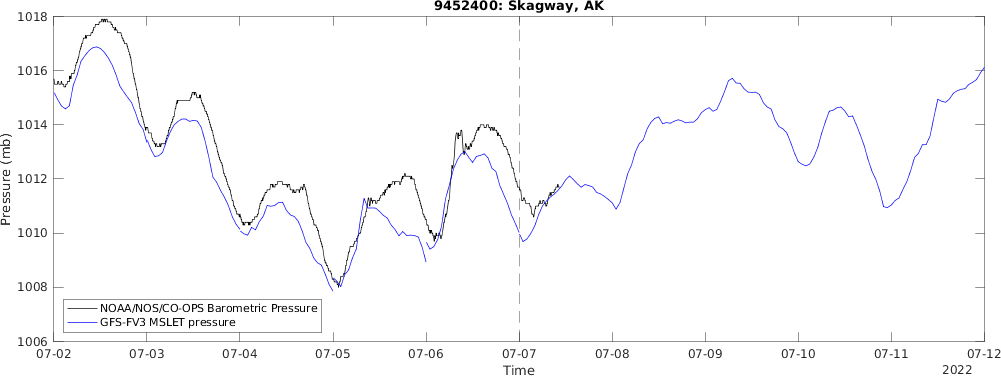 9452400: Skagway, AK
1018
1016
1014
1012
1010
1008
1006
Pressure (mb)
NOAA/NOS/CO-OPS Barometric Pressure
GFS-FV3 MSLET pressure
07-02 07-03 07-04 07-05 07-06 07-07 07-08 07-09 07-10 07-11 07-12
Time
2022